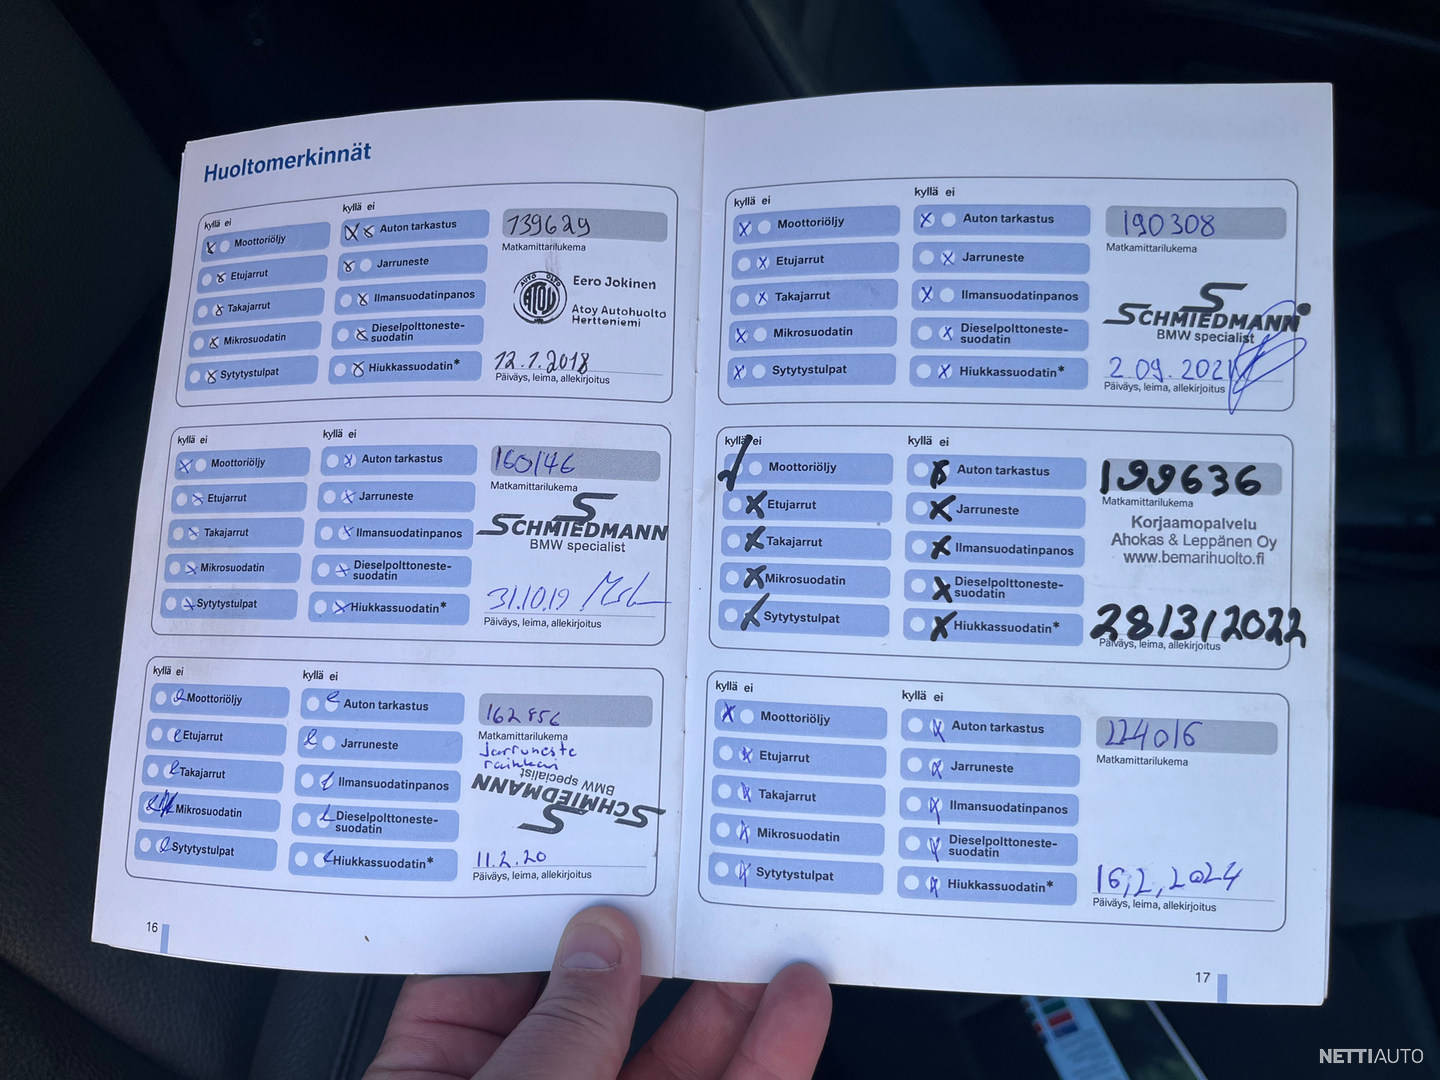 Huoltomerkinnät
kyllä ei
kyllä ei
Moottoriöljy
Etujarrut
Takajarrut
Mikrosuodatin
Sytytystulpat
Auton tarkastus
Jarruneste
Ilmansuodatinpanos
Dieselpolttoneste-
suodatin
Hiukkassuodatin*
139629
Matkamittarilukema
AUTO OLTO
ATOY
Eero Jokinen
Atoy Autohuolto
Herttoniemi
12.1.2018
Päiväys, leima, allekirjoitus
kyllä ei
kyllä ei
Moottoriöljy
Etujarrut
Takajarrut
Mikrosuodatin
Sytytystulpat
Auton tarkastus
Jarruneste
Ilmansuodatinpanos
Dieselpolttoneste-
suodatin
Hiukkassuodatin*
160146
Matkamittarilukema
SCHMIEDMANN
BMW specialist
31.10.19
Päiväys, leima, allekirjoitus
kyllä ei
kyllä ei
Moottoriöljy
Etujarrut
Takajarrut
Mikrosuodatin
Sytytystulpat
Auton tarkastus
Jarruneste
Ilmansuodatinpanos
Dieselpolttoneste-
suodatin
Hiukkassuodatin*
162856
Matkamittarilukema
Jarruneste
BMW specialist
SCHMIEDMANN
11.2.20
Päiväys, leima, allekirjoitus
16
kyllä ei
kyllä ei
Moottoriöljy
Etujarrut
Takajarrut
Mikrosuodatin
Sytytystulpat
Auton tarkastus
Jarruneste
Ilmansuodatinpanos
Dieselpolttoneste-
suodatin
Hiukkassuodatin*
190308
Matkamittarilukema
SCHMIEDMANN
BMW specialist
2.09.2021
Päiväys, leima, allekirjoitus
kyllä ei
kyllä ei
Moottoriöljy
Etujarrut
Takajarrut
Mikrosuodatin
Sytytystulpat
Auton tarkastus
Jarruneste
Ilmansuodatinpanos
Dieselpolttoneste-
suodatin
Hiukkassuodatin*
199636
Matkamittarilukema
Korjaamopalvelu
Ahokas & Leppänen Oy
www.bemarihuolto.fi
28/3/2022
Päiväys, leima, allekirjoitus
kyllä ei
kyllä ei
Moottoriöljy
Etujarrut
Takajarrut
Mikrosuodatin
Sytytystulpat
Auton tarkastus
Jarruneste
Ilmansuodatinpanos
Dieselpolttoneste-
suodatin
Hiukkassuodatin*
224016
Matkamittarilukema
16,2,2024
Päiväys, leima, allekirjoitus
17
NETTIAUTO